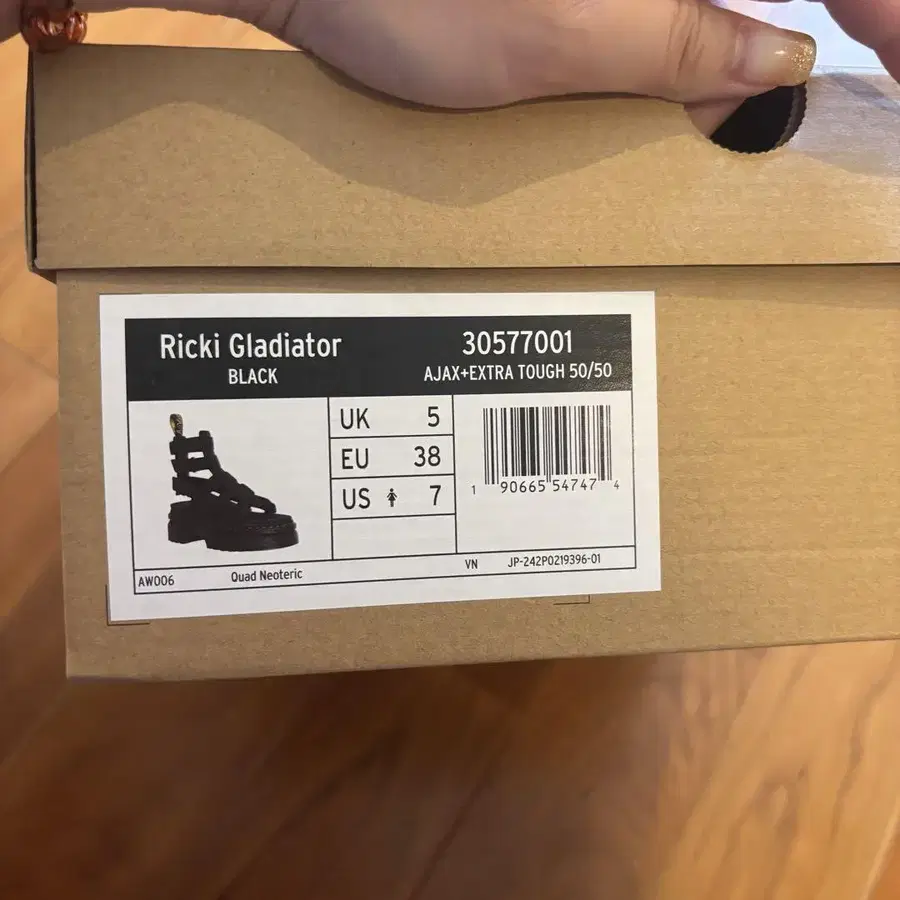 Ricki Gladiator
BLACK
30577001
AJAX+EXTRA TOUGH 50/50
UK 5
EU 38
US 7
1 90665 54747 4
AW006 Quad Neoteric VN JP-242P0219396-01